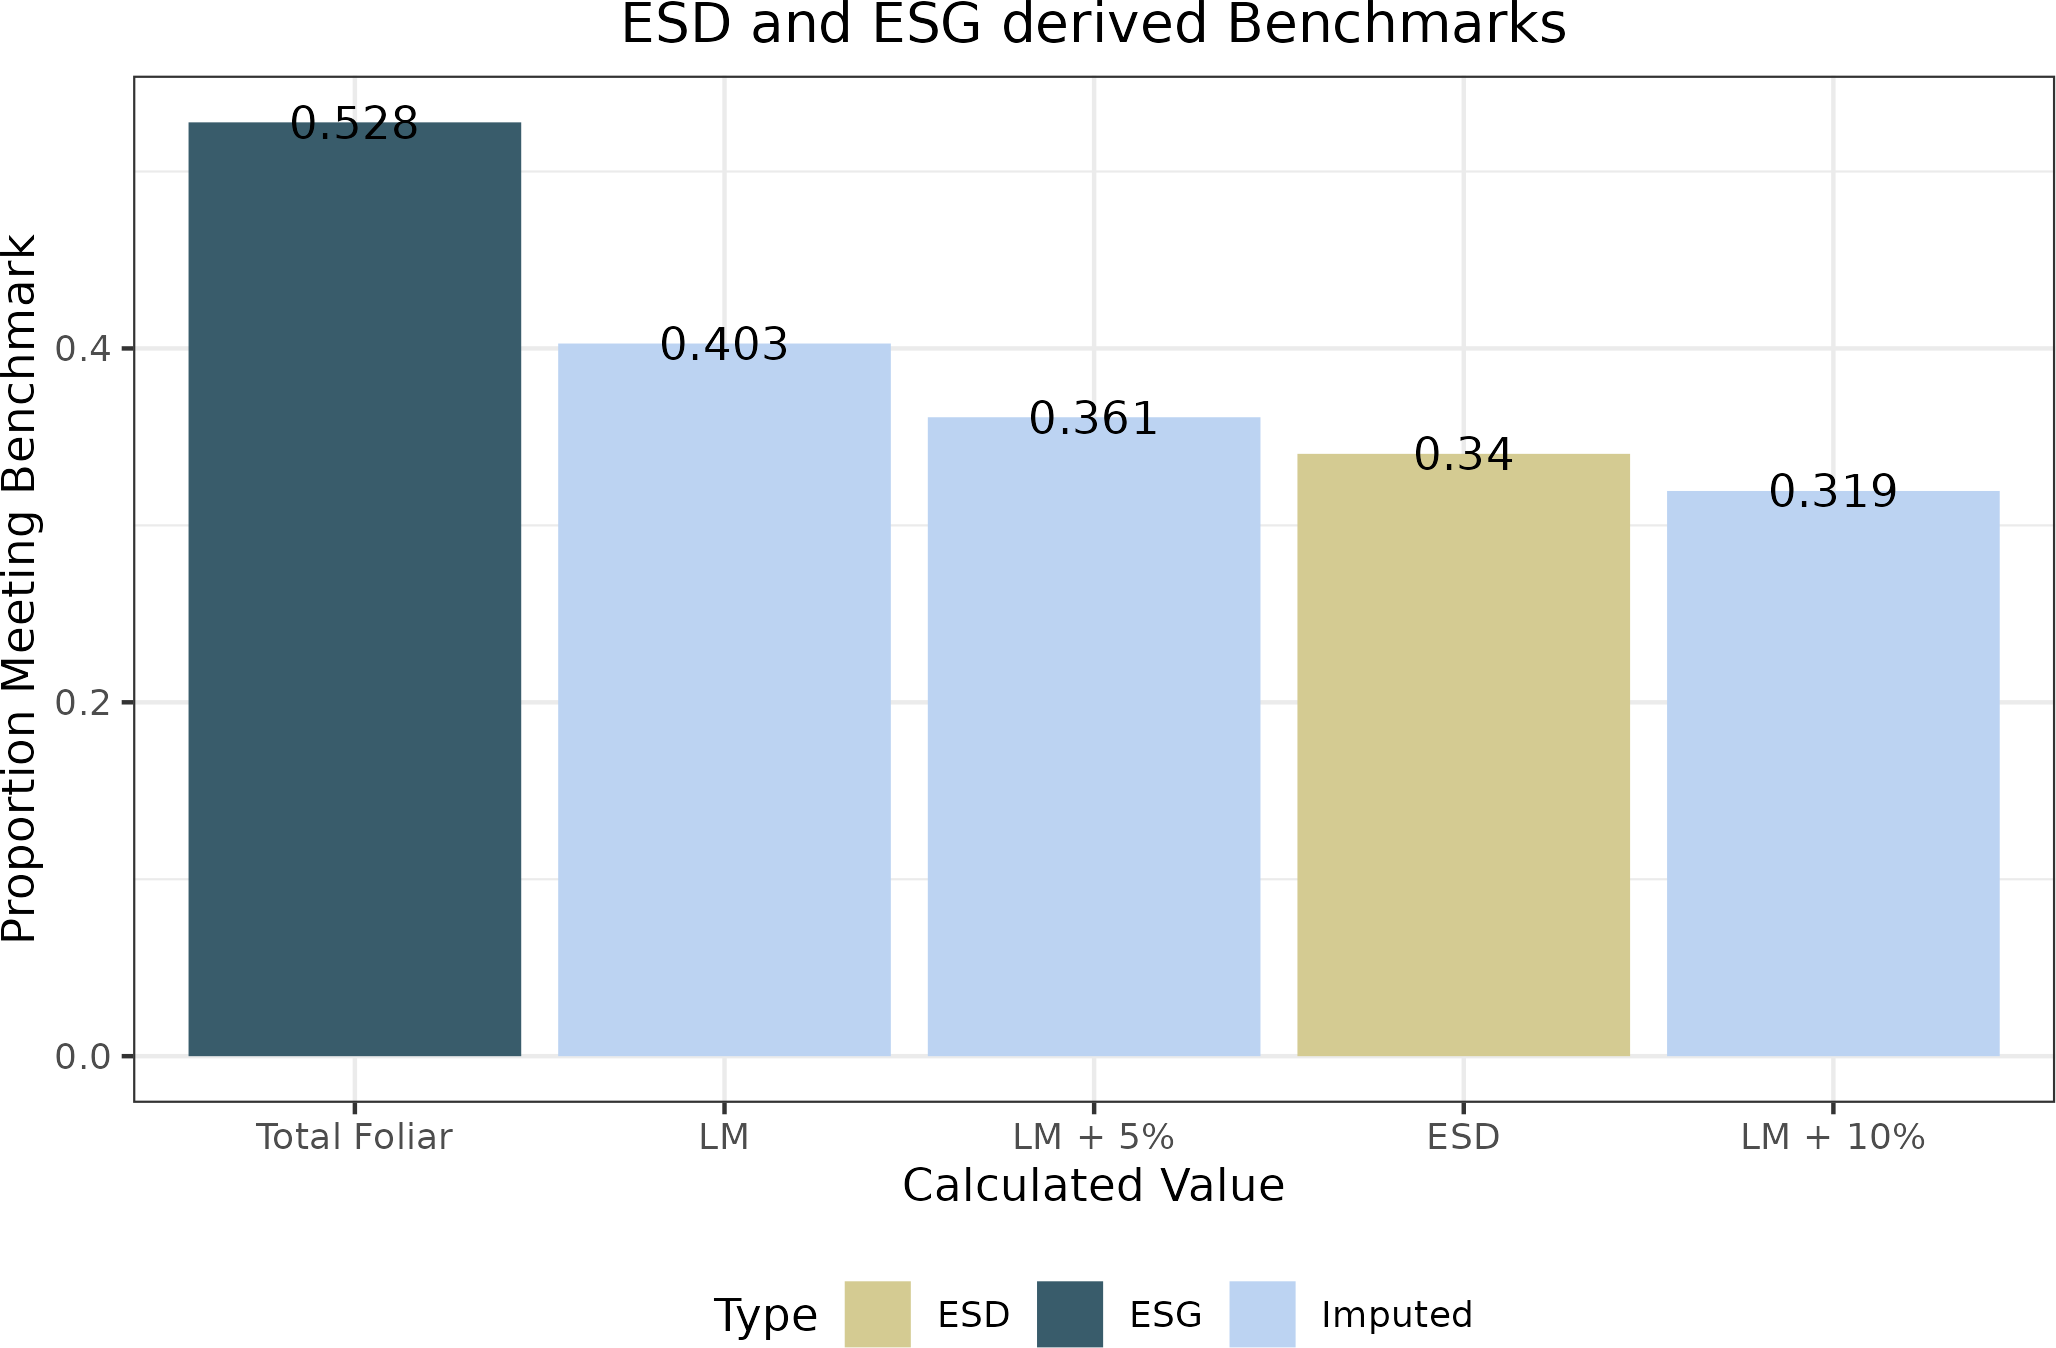 ESD and ESG derived Benchmarks
Proportion Meeting Benchmark
0.528
0.403
0.361
0.34
0.319
0.4
0.2
0.0
Total Foliar
LM
LM + 5%
ESD
LM + 10%
Calculated Value
Type
ESD
ESG
Imputed